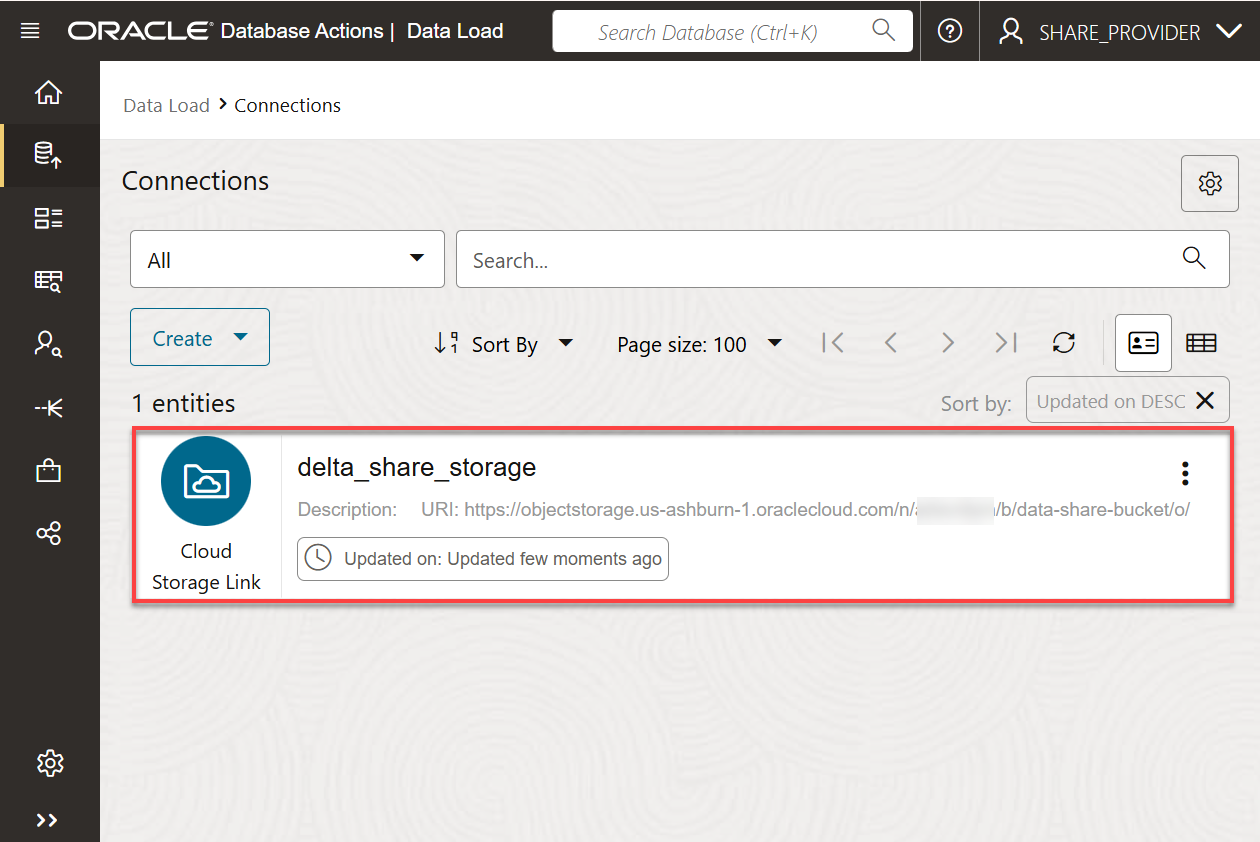 ORACLE Database Actions | Data Load
Search Database (Ctrl+K)
SHARE_PROVIDER
Data Load > Connections
Connections
All
Search...
Create
Sort By
Page size: 100
1 entities
Sort by:
Updated on DESC
delta_share_storage
Description: URI: https://objectstorage.us-ashburn-1.oraclecloud.com/n/ /b/data-share-bucket/o/
Cloud
Storage Link
Updated on: Updated few moments ago